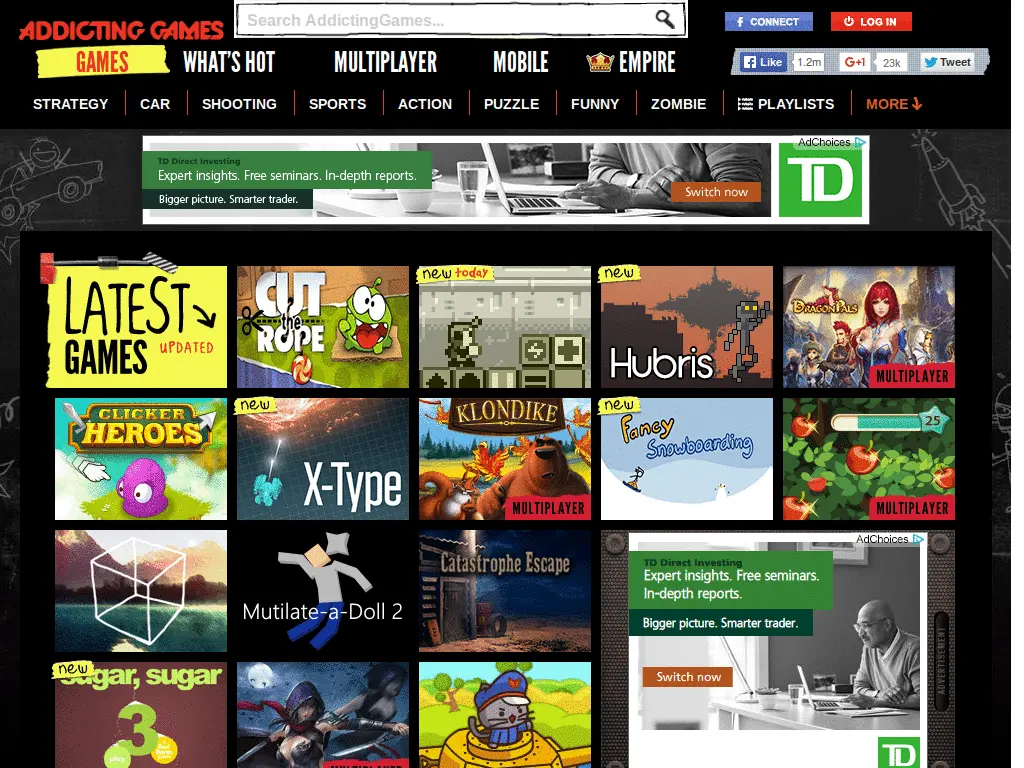 ADDICTING GAMES
Search AddictingGames...
CONNECT
LOG IN
GAMES
WHAT'S HOT
MULTIPLAYER
MOBILE
EMPIRE
Like
1.2m
G+1
23k
Tweet
STRATEGY
CAR
SHOOTING
SPORTS
ACTION
PUZZLE
FUNNY
ZOMBIE
PLAYLISTS
MORE
AdChoices
TD Direct Investing
Expert insights. Free seminars. In-depth reports.
Bigger picture. Smarter trader.
Switch now
TD
LATEST
GAMES
UPDATED
CUT
the
ROPE
new today
new
Hubris
DRAGONPALS
MULTIPLAYER
CLICKER
HEROES
new
X-Type
KLONDIKE
MULTIPLAYER
new
Fancy
Snowboarding
25
MULTIPLAYER
Mutilate-a-Doll 2
Catastrophe Escape
AdChoices
TD Direct Investing
Expert insights. Free seminars.
In-depth reports.
Bigger picture. Smarter trader.
Switch now
ADVERTISEMENT
TD
new
sugar, sugar
3
play
MULTIPLAYER